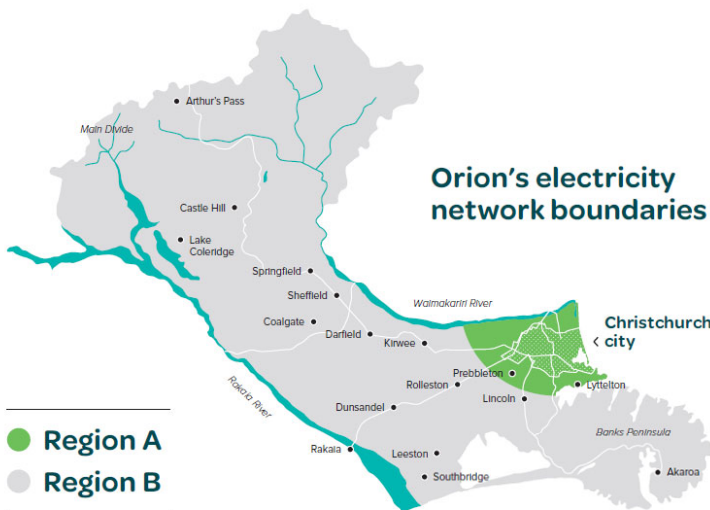 Arthur's Pass
Main Divide
Orion's electricity
network boundaries
Castle Hill
Lake
Coleridge
Springfield
Sheffield
Waimakariri River
Coalgate
Christchurch
city
Darfield
Kirwee
Prebbleton
Rolleston
Lyttelton
Rakaia River
Lincoln
Dunsandel
Region A
Banks Peninsula
Rakaia
Leeston
Region B
Southbridge
Akaroa